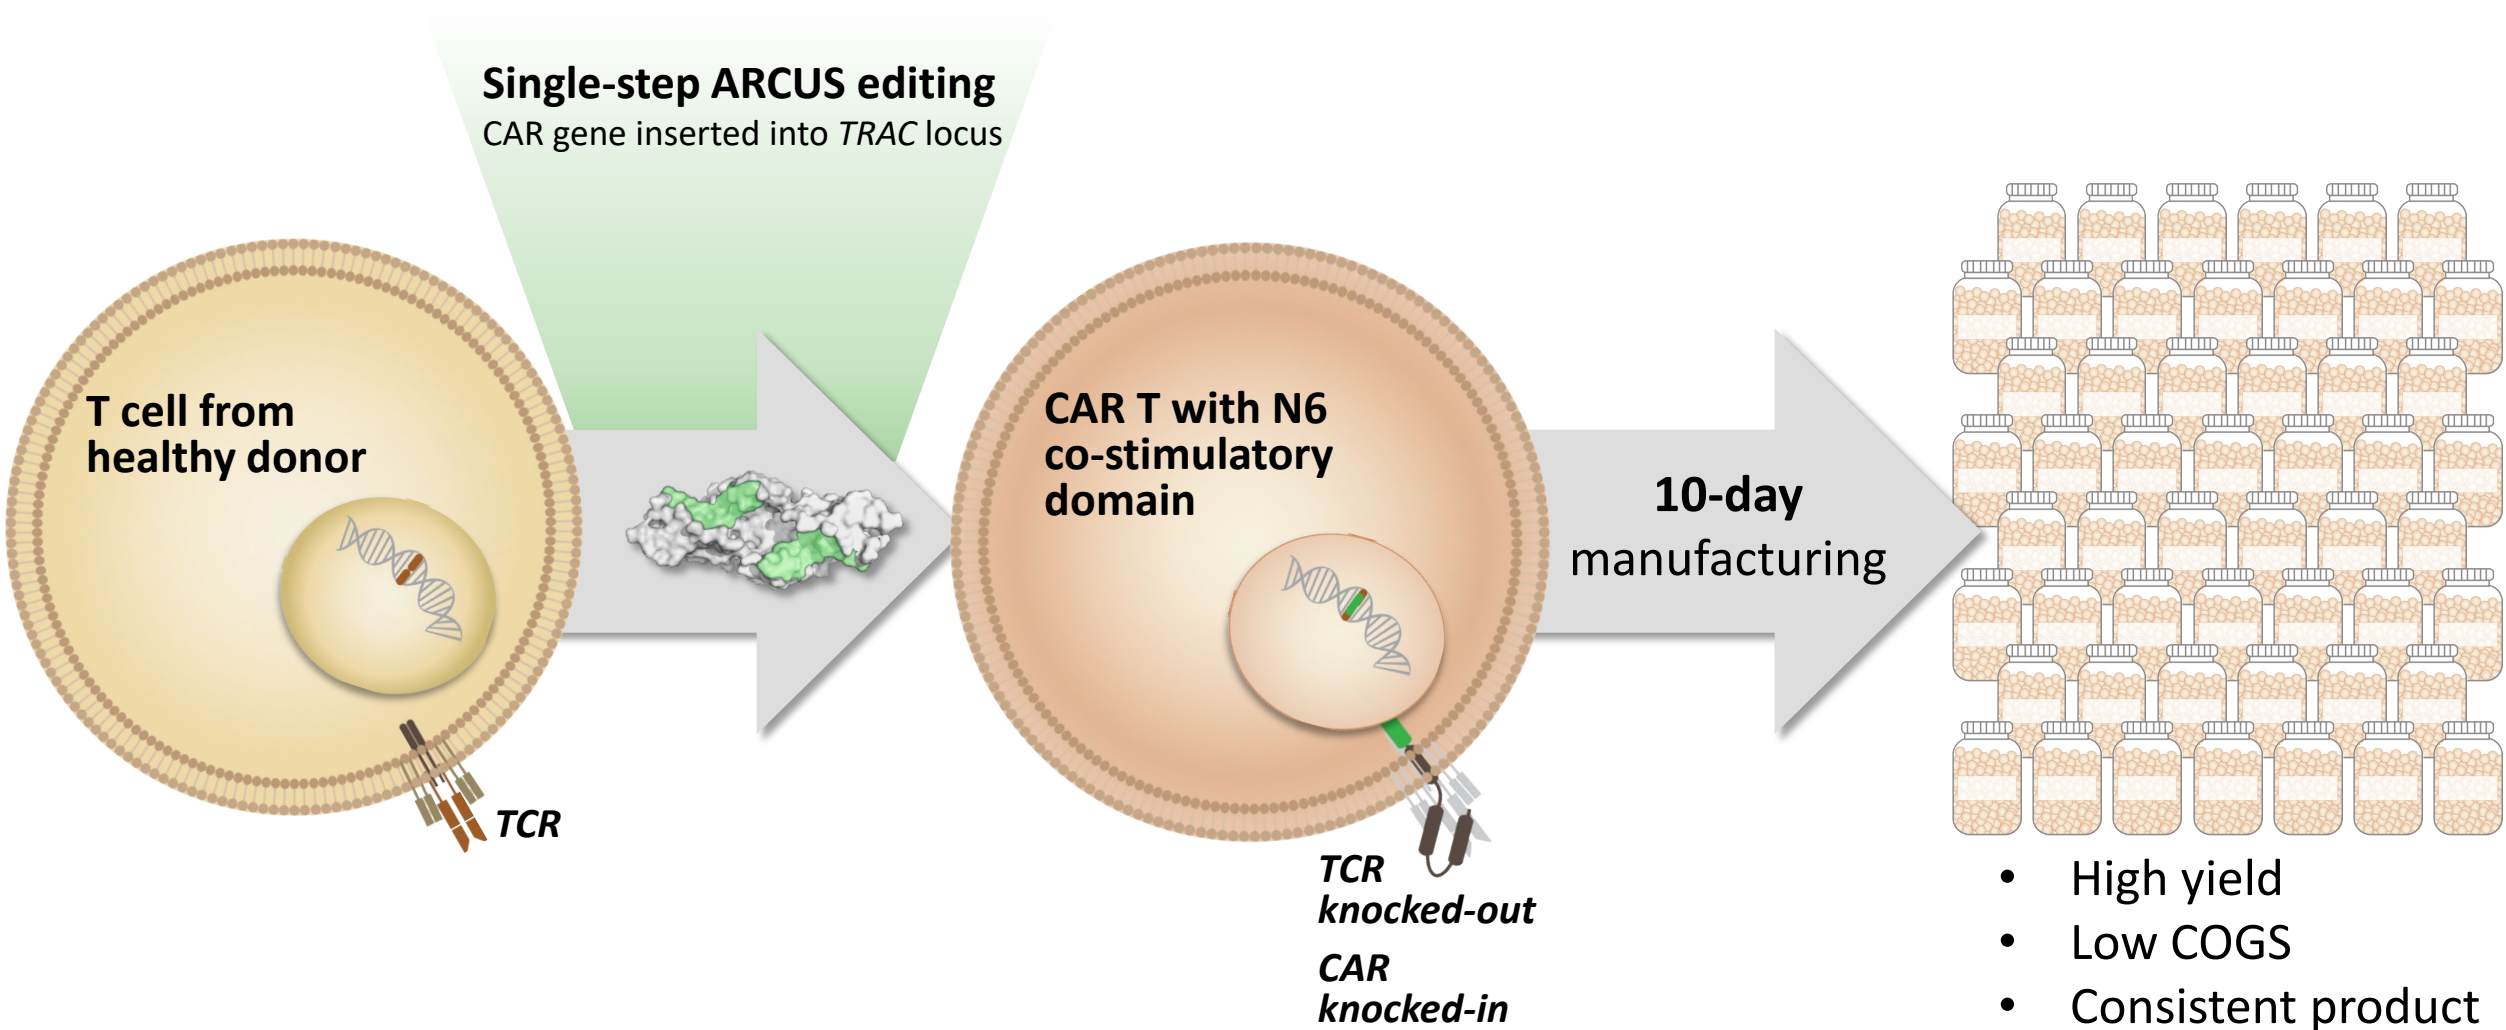 Single-step ARCUS editing
CAR gene inserted into TRAC locus
T cell from
healthy donor
TCR
CAR T with N6
co-stimulatory
domain
TCR
knocked-out
CAR
knocked-in
10-day
manufacturing
• High yield
• Low COGS
• Consistent product